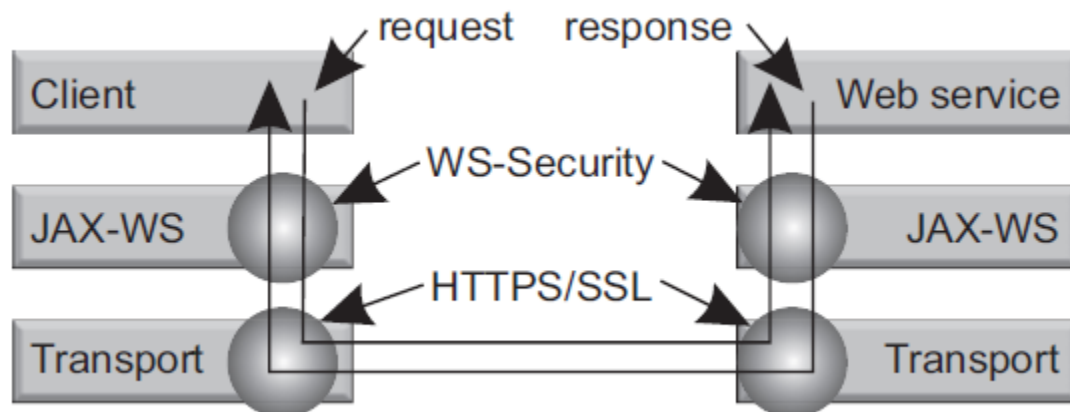 request response
Client Web service
WS-Security
JAX-WS JAX-WS
HTTPS/SSL
Transport Transport